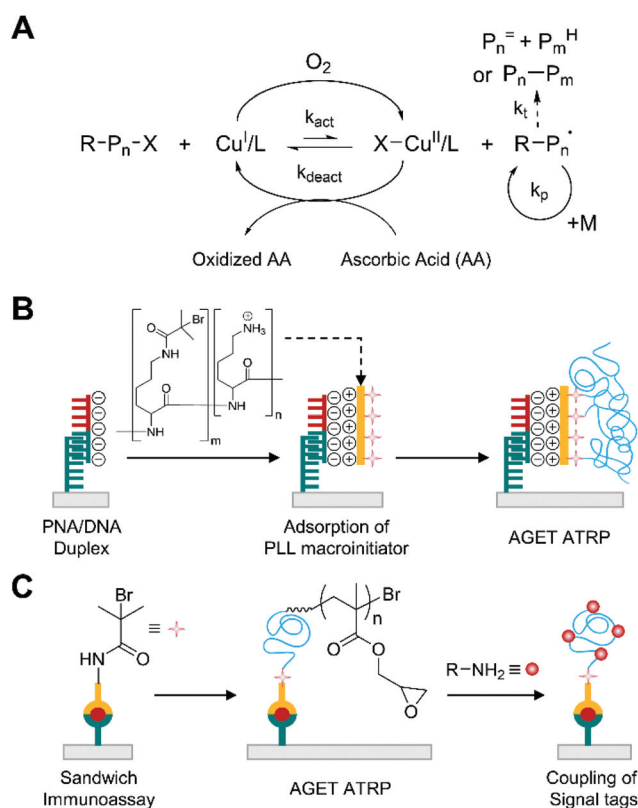 A
Pn= + PmH
or Pn–Pm
O2
kt
kact
R–Pn–X + CuI/L X–CuII/L + R–Pn·
kdeact
kp
+M
Oxidized AA Ascorbic Acid (AA)
B
Br
O
NH
⊕
NH3
O
O
N
H
m
N
H
n
− + −
PNA/DNA
Duplex
Adsorption of
PLL macroinitiator
AGET ATRP
C
Br
≡
HN
O
Br
n
O
O
O
R–NH2≡
Sandwich
Immunoassay
AGET ATRP
Coupling of
Signal tags